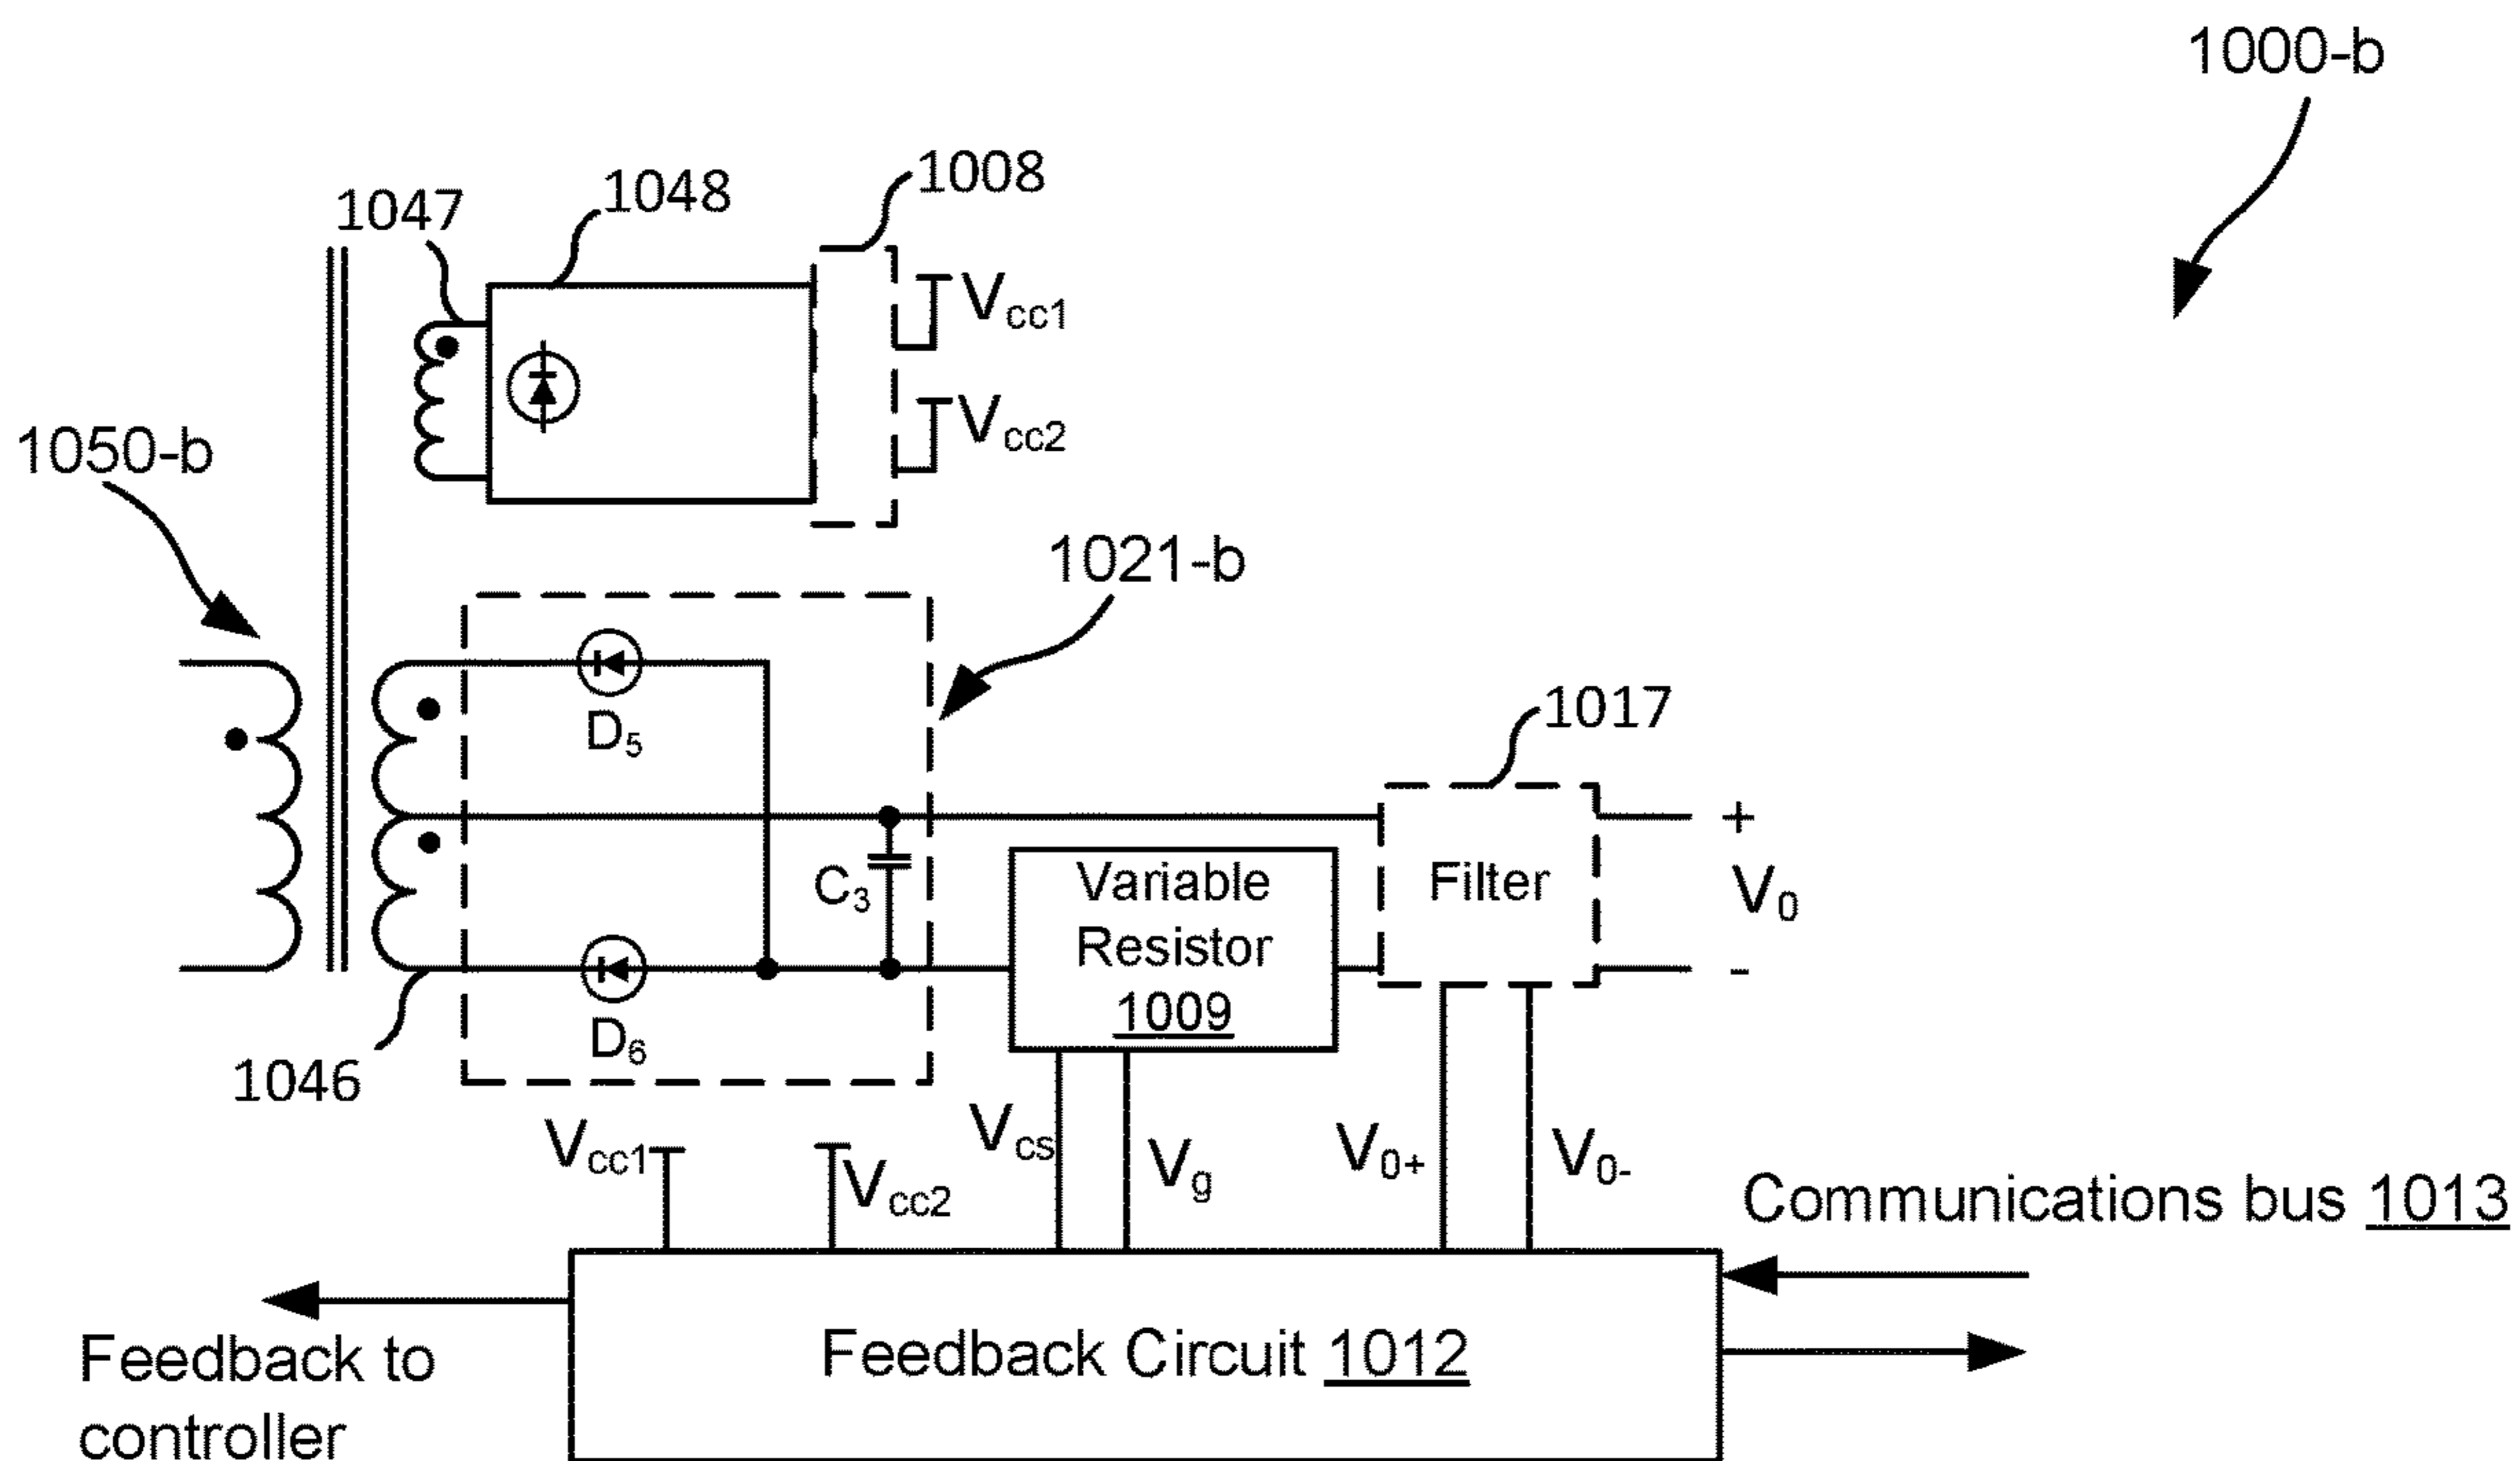 1000-b
1008
1048
1047
Vcc1
Vcc2
1050-b
1021-b
D5
1017
+
C3
Variable
Resistor
1009
Filter
V0
-
D6
1046
Vcc1
Vcc2
Vcs
Vg
V0+
V0-
Communications bus 1013
Feedback Circuit 1012
Feedback to
controller